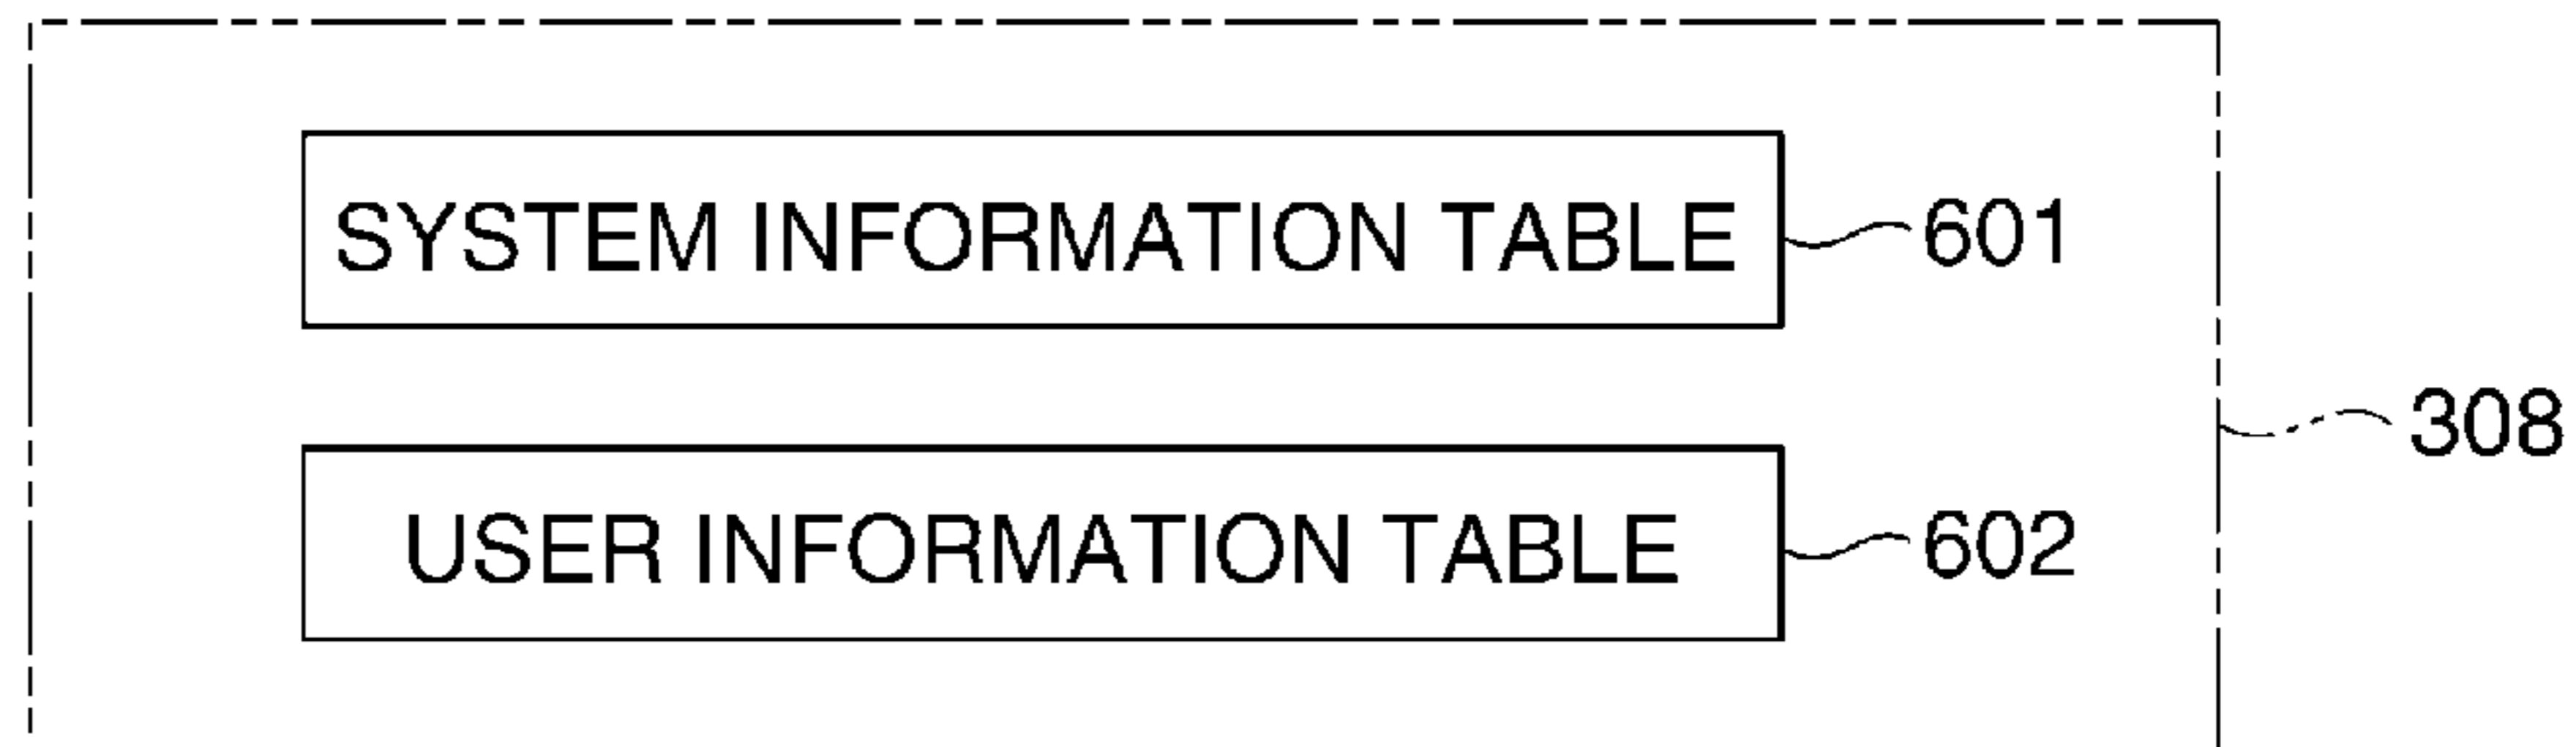 SYSTEM INFORMATION TABLE 601
308
USER INFORMATION TABLE 602